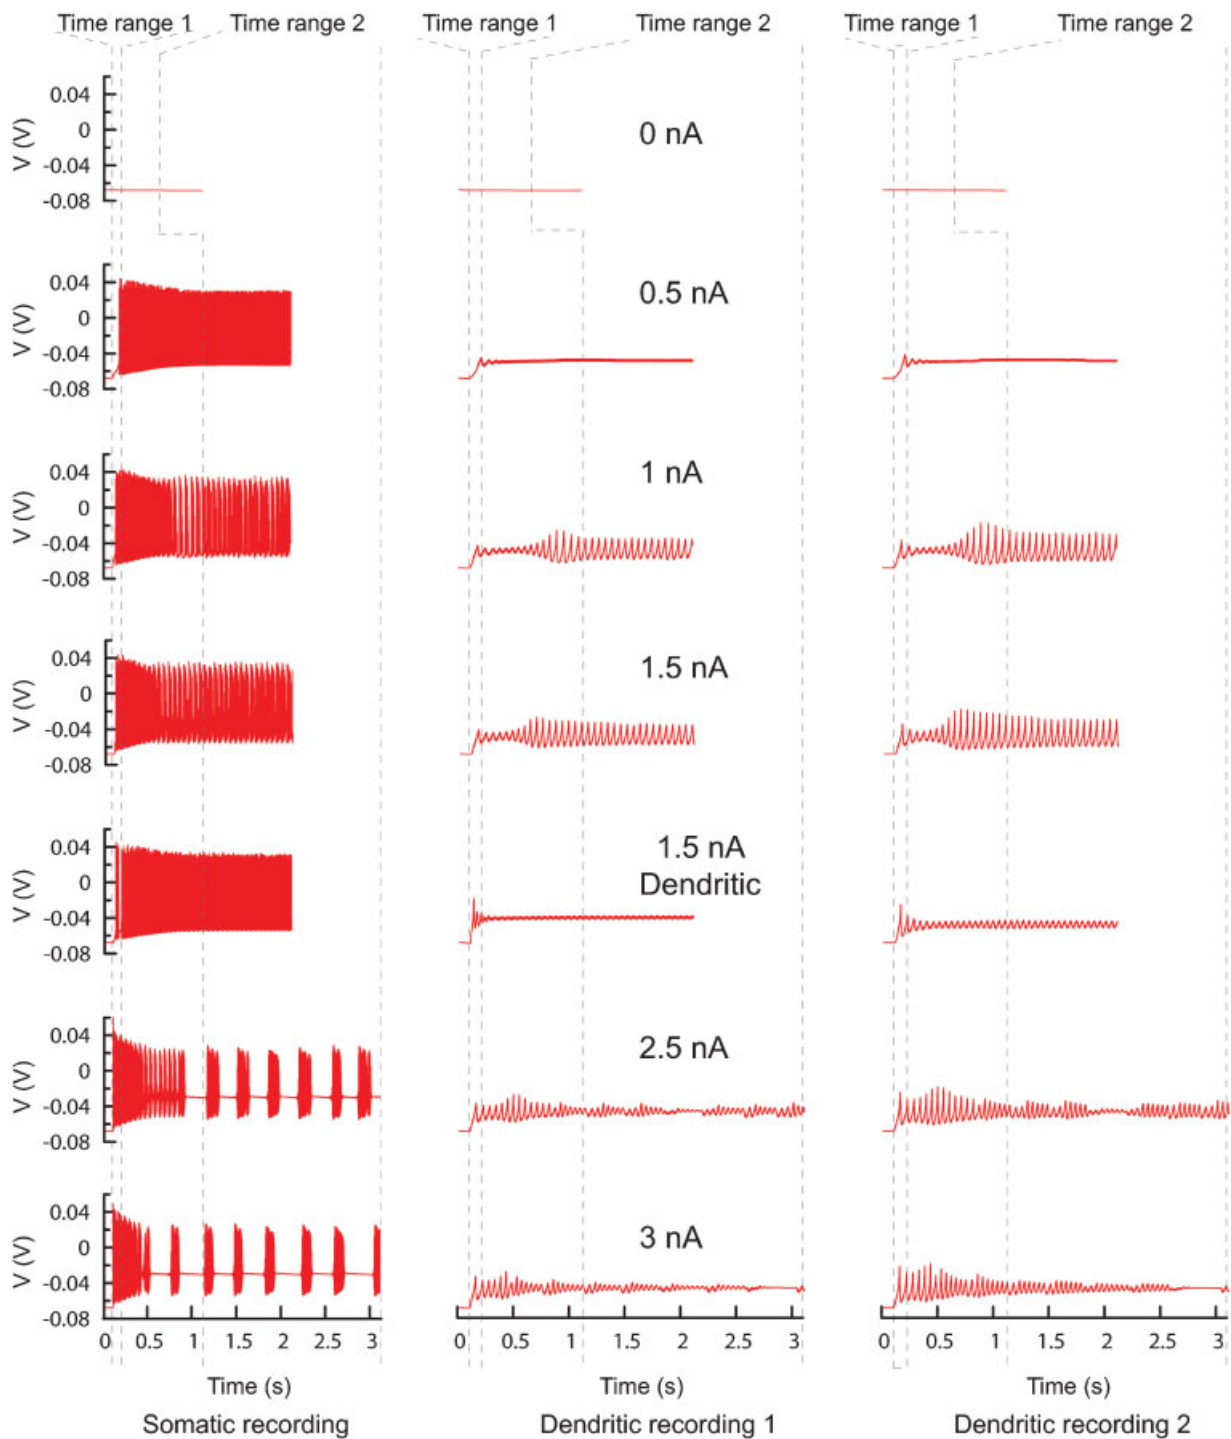 Time range 1 Time range 2 Time range 1 Time range 2 Time range 1 Time range 2
V (V) 0.04 0 -0.04 -0.08 0 nA
V (V) 0.04 0 -0.04 -0.08 0.5 nA
V (V) 0.04 0 -0.04 -0.08 1 nA
V (V) 0.04 0 -0.04 -0.08 1.5 nA
V (V) 0.04 0 -0.04 -0.08 1.5 nA
Dendritic
V (V) 0.04 0 -0.04 -0.08 2.5 nA
V (V) 0.04 0 -0.04 -0.08 3 nA
0 0.5 1 1.5 2 2.5 3 0 0.5 1 1.5 2 2.5 3 0 0.5 1 1.5 2 2.5 3
Time (s) Time (s) Time (s)
Somatic recording Dendritic recording 1 Dendritic recording 2